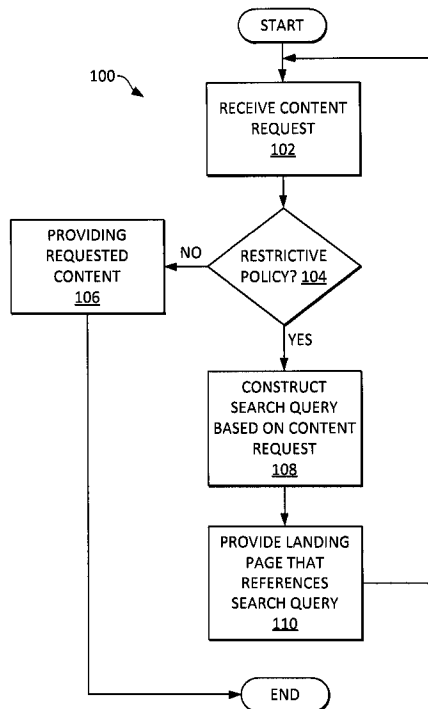 START
100
RECEIVE CONTENT
REQUEST
102
PROVIDING
REQUESTED
CONTENT
106
NO
RESTRICTIVE
POLICY? 104
YES
CONSTRUCT
SEARCH QUERY
BASED ON CONTENT
REQUEST
108
PROVIDE LANDING
PAGE THAT
REFERENCES
SEARCH QUERY
110
END